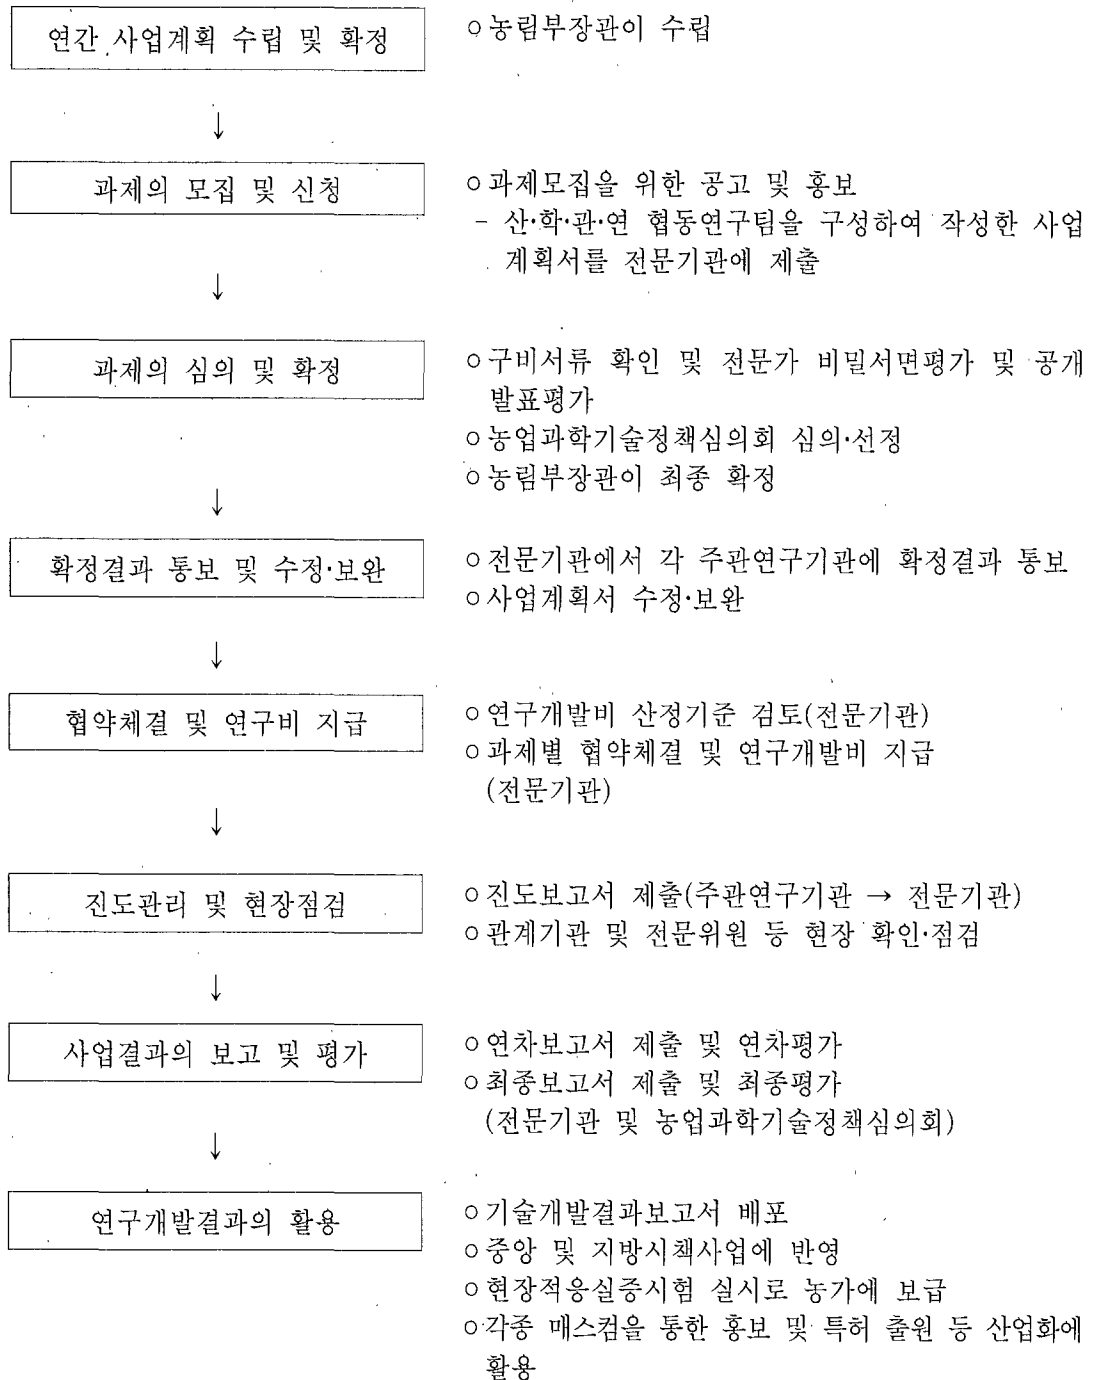 연간 사업계획 수립 및 확정
○농림부장관이 수립
↓
과제의 모집 및 신청
○과제모집을 위한 공고 및 홍보
- 산·학·관·연 협동연구팀을 구성하여 작성한 사업
계획서를 전문기관에 제출
↓
과제의 심의 및 확정
○구비서류 확인 및 전문가 비밀서면평가 및 공개
발표평가
○농업과학기술정책심의회 심의·선정
○농림부장관이 최종 확정
↓
확정결과 통보 및 수정·보완
○전문기관에서 각 주관연구기관에 확정결과 통보
○사업계획서 수정·보완
↓
협약체결 및 연구비 지급
○연구개발비 산정기준 검토(전문기관)
○과제별 협약체결 및 연구개발비 지급
(전문기관)
↓
진도관리 및 현장점검
○진도보고서 제출(주관연구기관 → 전문기관)
○관계기관 및 전문위원 등 현장 확인·점검
↓
사업결과의 보고 및 평가
○연차보고서 제출 및 연차평가
○최종보고서 제출 및 최종평가
(전문기관 및 농업과학기술정책심의회)
↓
연구개발결과의 활용
○기술개발결과보고서 배포
○중앙 및 지방시책사업에 반영
○현장적응실증시험 실시로 농가에 보급
○각종 매스컴을 통한 홍보 및 특허 출원 등 산업화에
활용